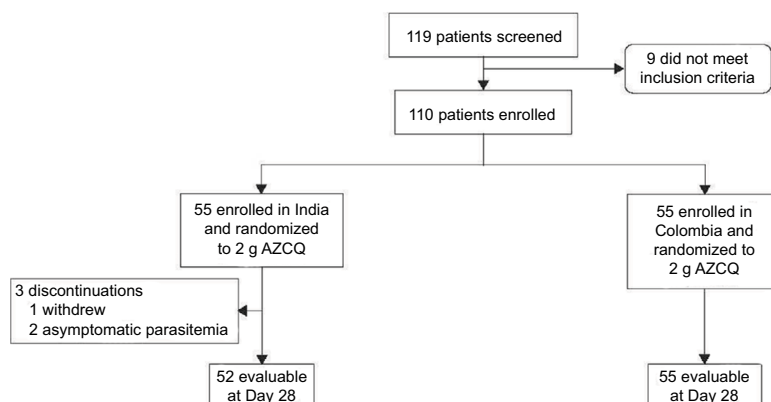 119 patients screened
9 did not meet
inclusion criteria
110 patients enrolled
55 enrolled in India
and randomized
to 2 g AZCQ
55 enrolled in
Colombia and
randomized to
2 g AZCQ
3 discontinuations
1 withdrew
2 asymptomatic parasitemia
52 evaluable
at Day 28
55 evaluable
at Day 28